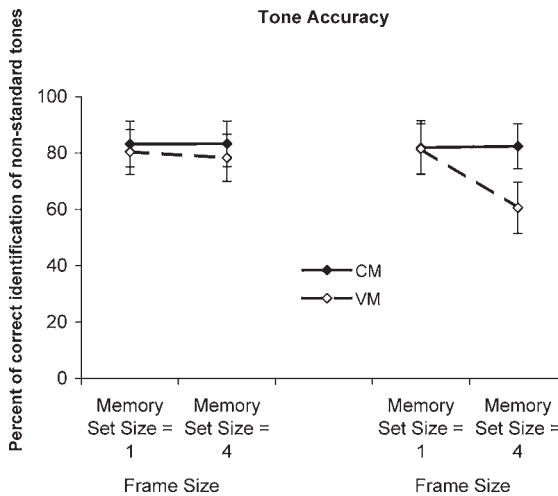 Tone Accuracy
Percent of correct identification of non-standard tones
100
80
60
40
20
0
CM
VM
Memory Set Size = 1
Memory Set Size = 4
Memory Set Size = 1
Memory Set Size = 4
Frame Size
Frame Size